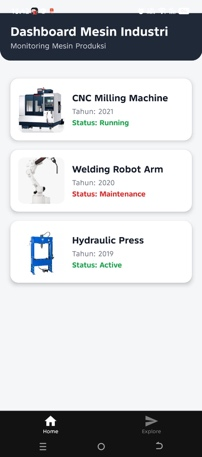 Dashboard Mesin Industri
Monitoring Mesin Produksi
CNC Milling Machine
Tahun: 2021
Status: Running
Welding Robot Arm
Tahun: 2020
Status: Maintenance
Hydraulic Press
Tahun: 2019
Status: Active
Home
Explore